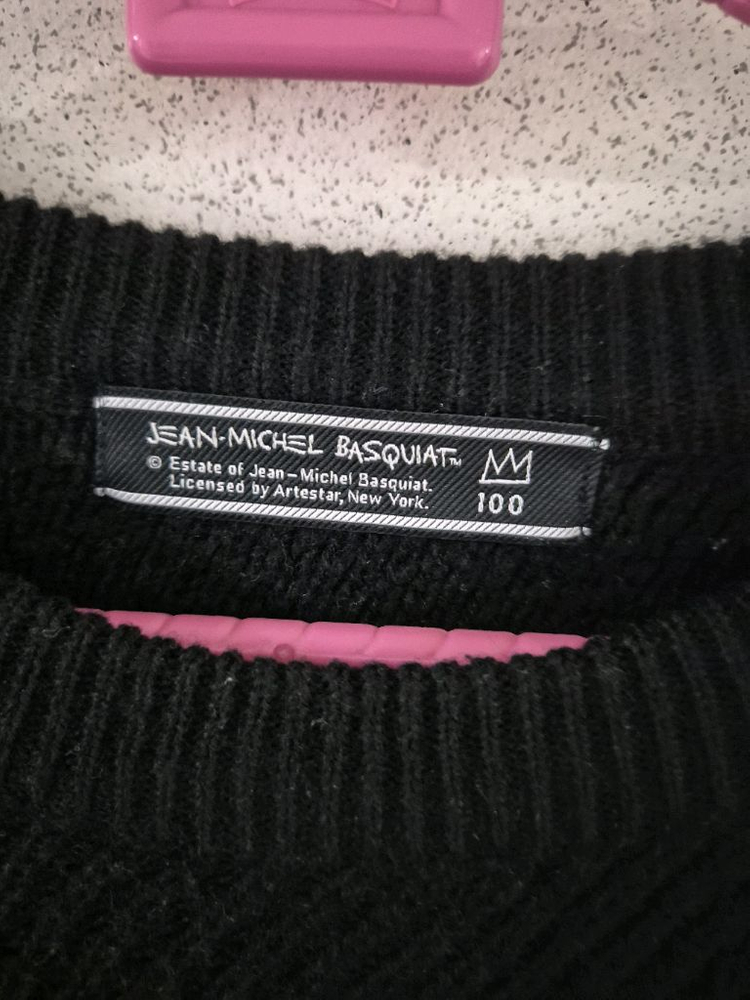 JEAN-MICHEL BASQUIAT™
© Estate of Jean-Michel Basquiat.
Licensed by Artestar, New York.
100